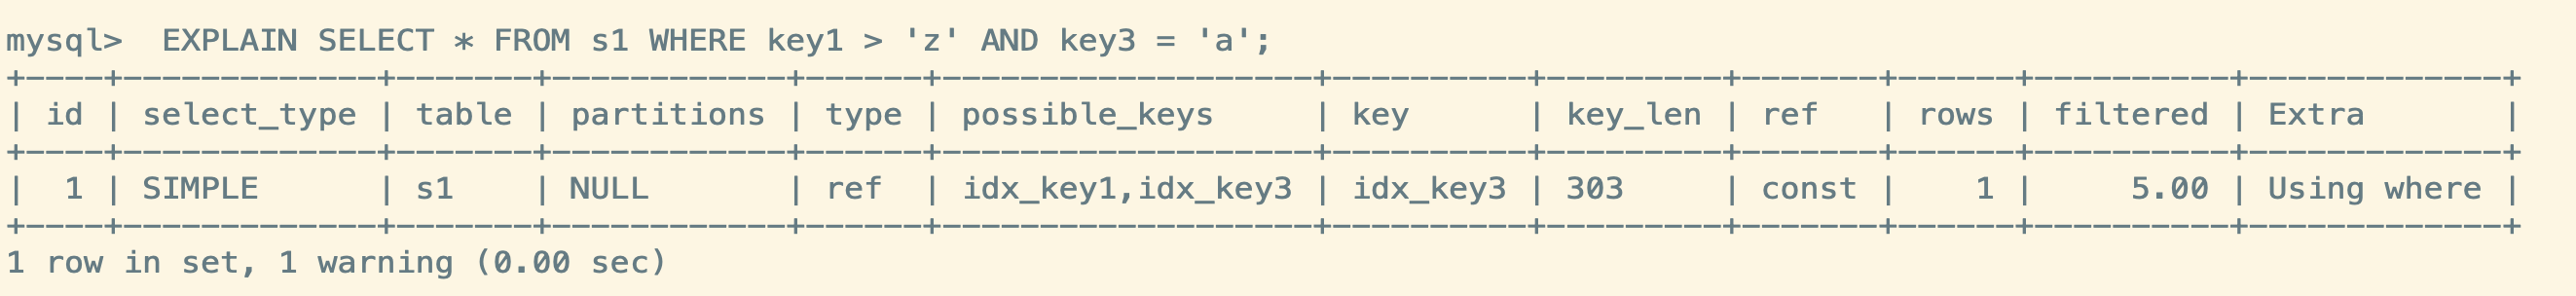 mysql>  EXPLAIN SELECT * FROM s1 WHERE key1 > 'z' AND key3 = 'a';
+----+-------------+-------+------------+------+-------------------+----------+---------+-------+------+----------+-------------+
| id | select_type | table | partitions | type | possible_keys     | key      | key_len | ref   | rows | filtered | Extra       |
+----+-------------+-------+------------+------+-------------------+----------+---------+-------+------+----------+-------------+
|  1 | SIMPLE      | s1    | NULL       | ref  | idx_key1,idx_key3 | idx_key3 | 303     | const |    1 |     5.00 | Using where |
+----+-------------+-------+------------+------+-------------------+----------+---------+-------+------+----------+-------------+
1 row in set, 1 warning (0.00 sec)